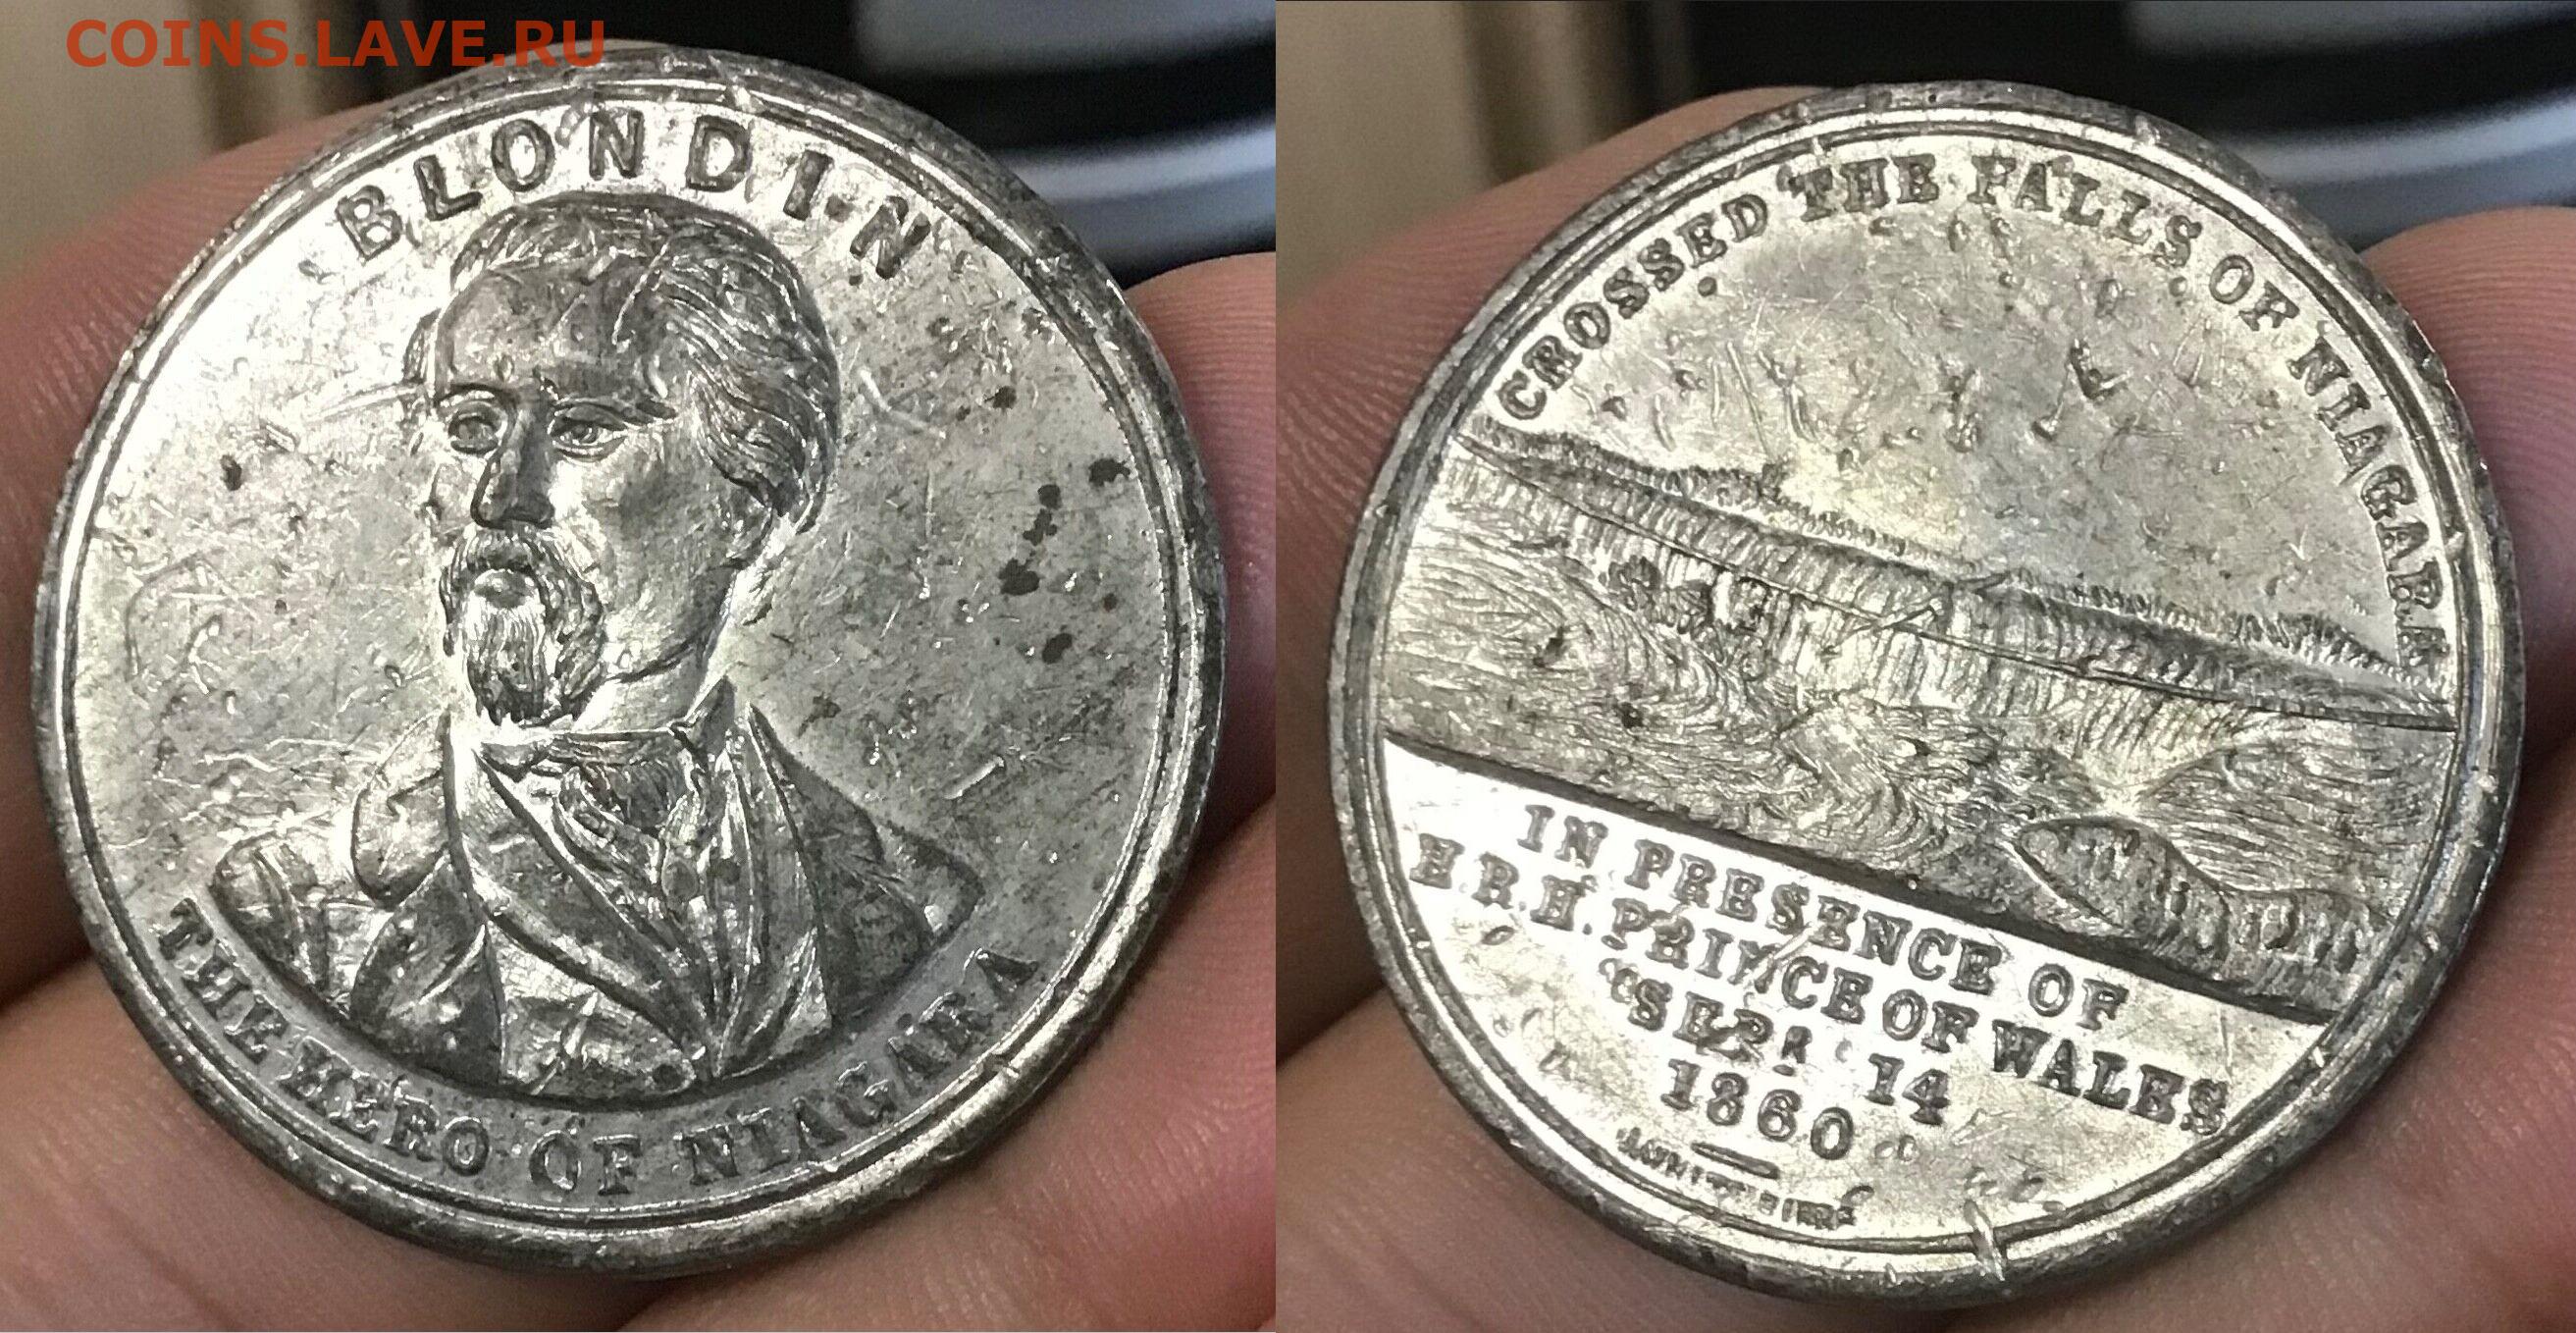 COINS.LAVE.RU
BLONDIN
THE HERO OF NIAGARA
CROSSED THE FALLS OF NIAGARA
IN PRESENCE OF
H.R.H. PRINCE OF WALES
SEPR 14
1860